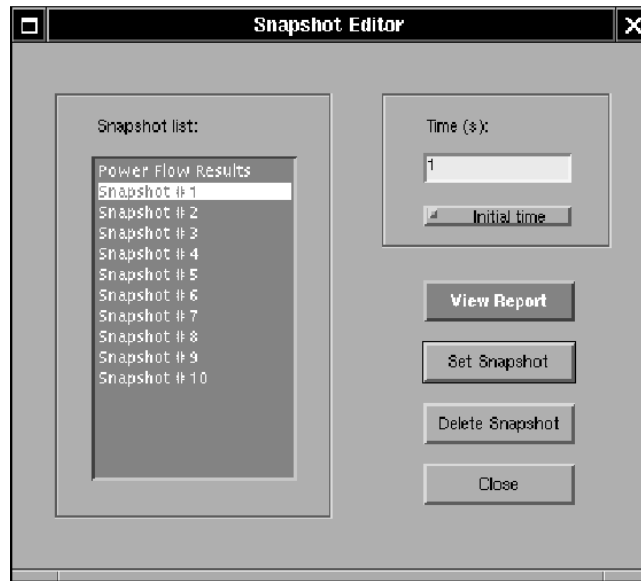 Snapshot Editor
Snapshot list:
Power Flow Results
Snapshot # 1
Snapshot # 2
Snapshot # 3
Snapshot # 4
Snapshot # 5
Snapshot # 6
Snapshot # 7
Snapshot # 8
Snapshot # 9
Snapshot # 10
Time (s):
1
Initial time
View Report
Set Snapshot
Delete Snapshot
Close